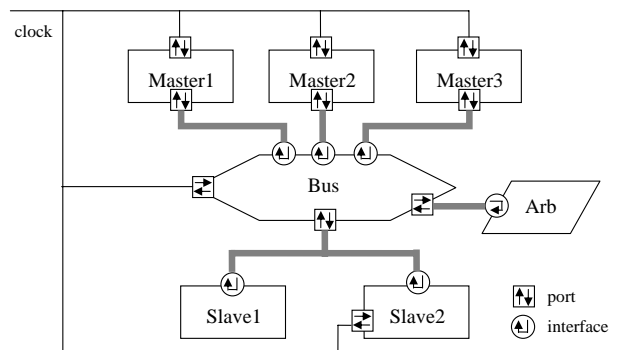 clock
Master1
Master2
Master3
Bus
Arb
Slave1
Slave2
port
interface